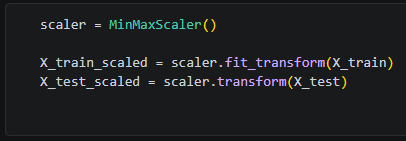 scaler = MinMaxScaler()
X_train_scaled = scaler.fit_transform(X_train)
X_test_scaled = scaler.transform(X_test)